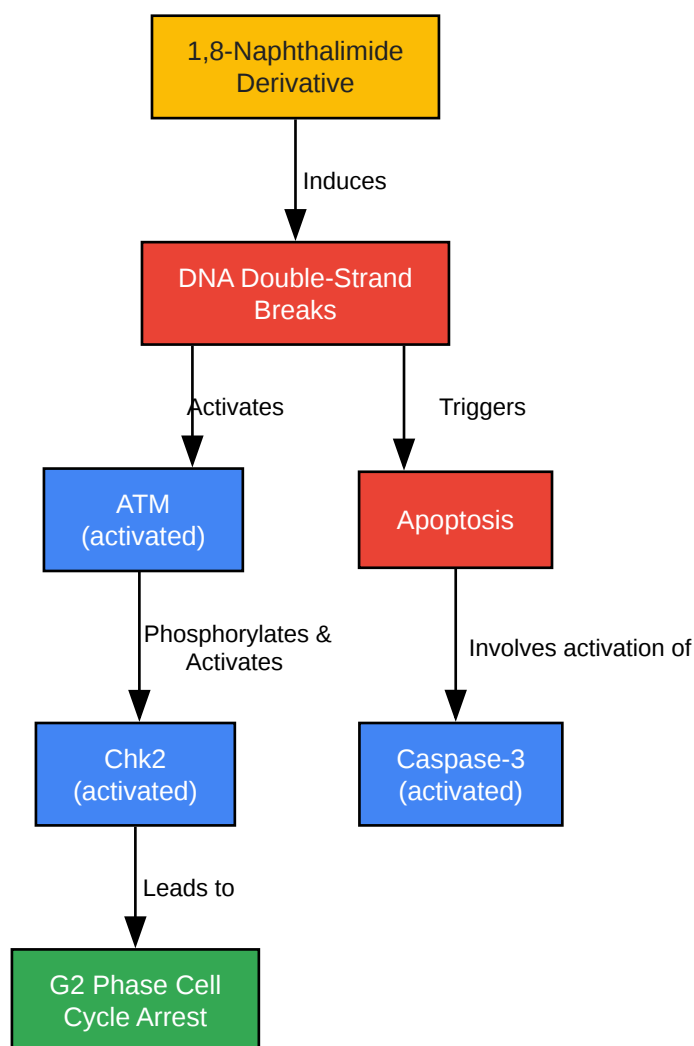 1,8-Naphthalimide
Derivative
Induces
DNA Double-Strand
Breaks
Activates
Triggers
ATM
(activated)
Apoptosis
Phosphorylates &
Activates
Involves activation of
Chk2
(activated)
Caspase-3
(activated)
Leads to
G2 Phase Cell
Cycle Arrest